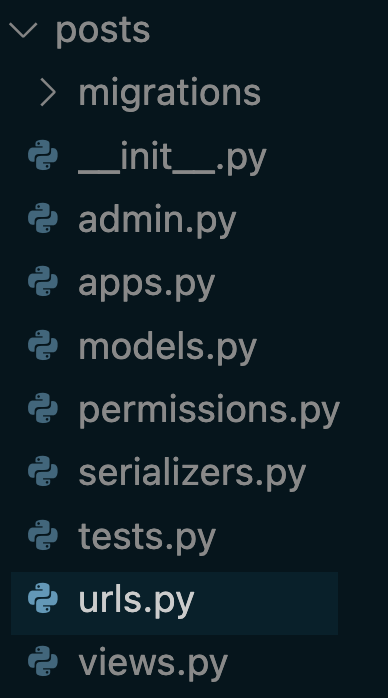 posts
migrations
__init__.py
admin.py
apps.py
models.py
permissions.py
serializers.py
tests.py
urls.py
views.py